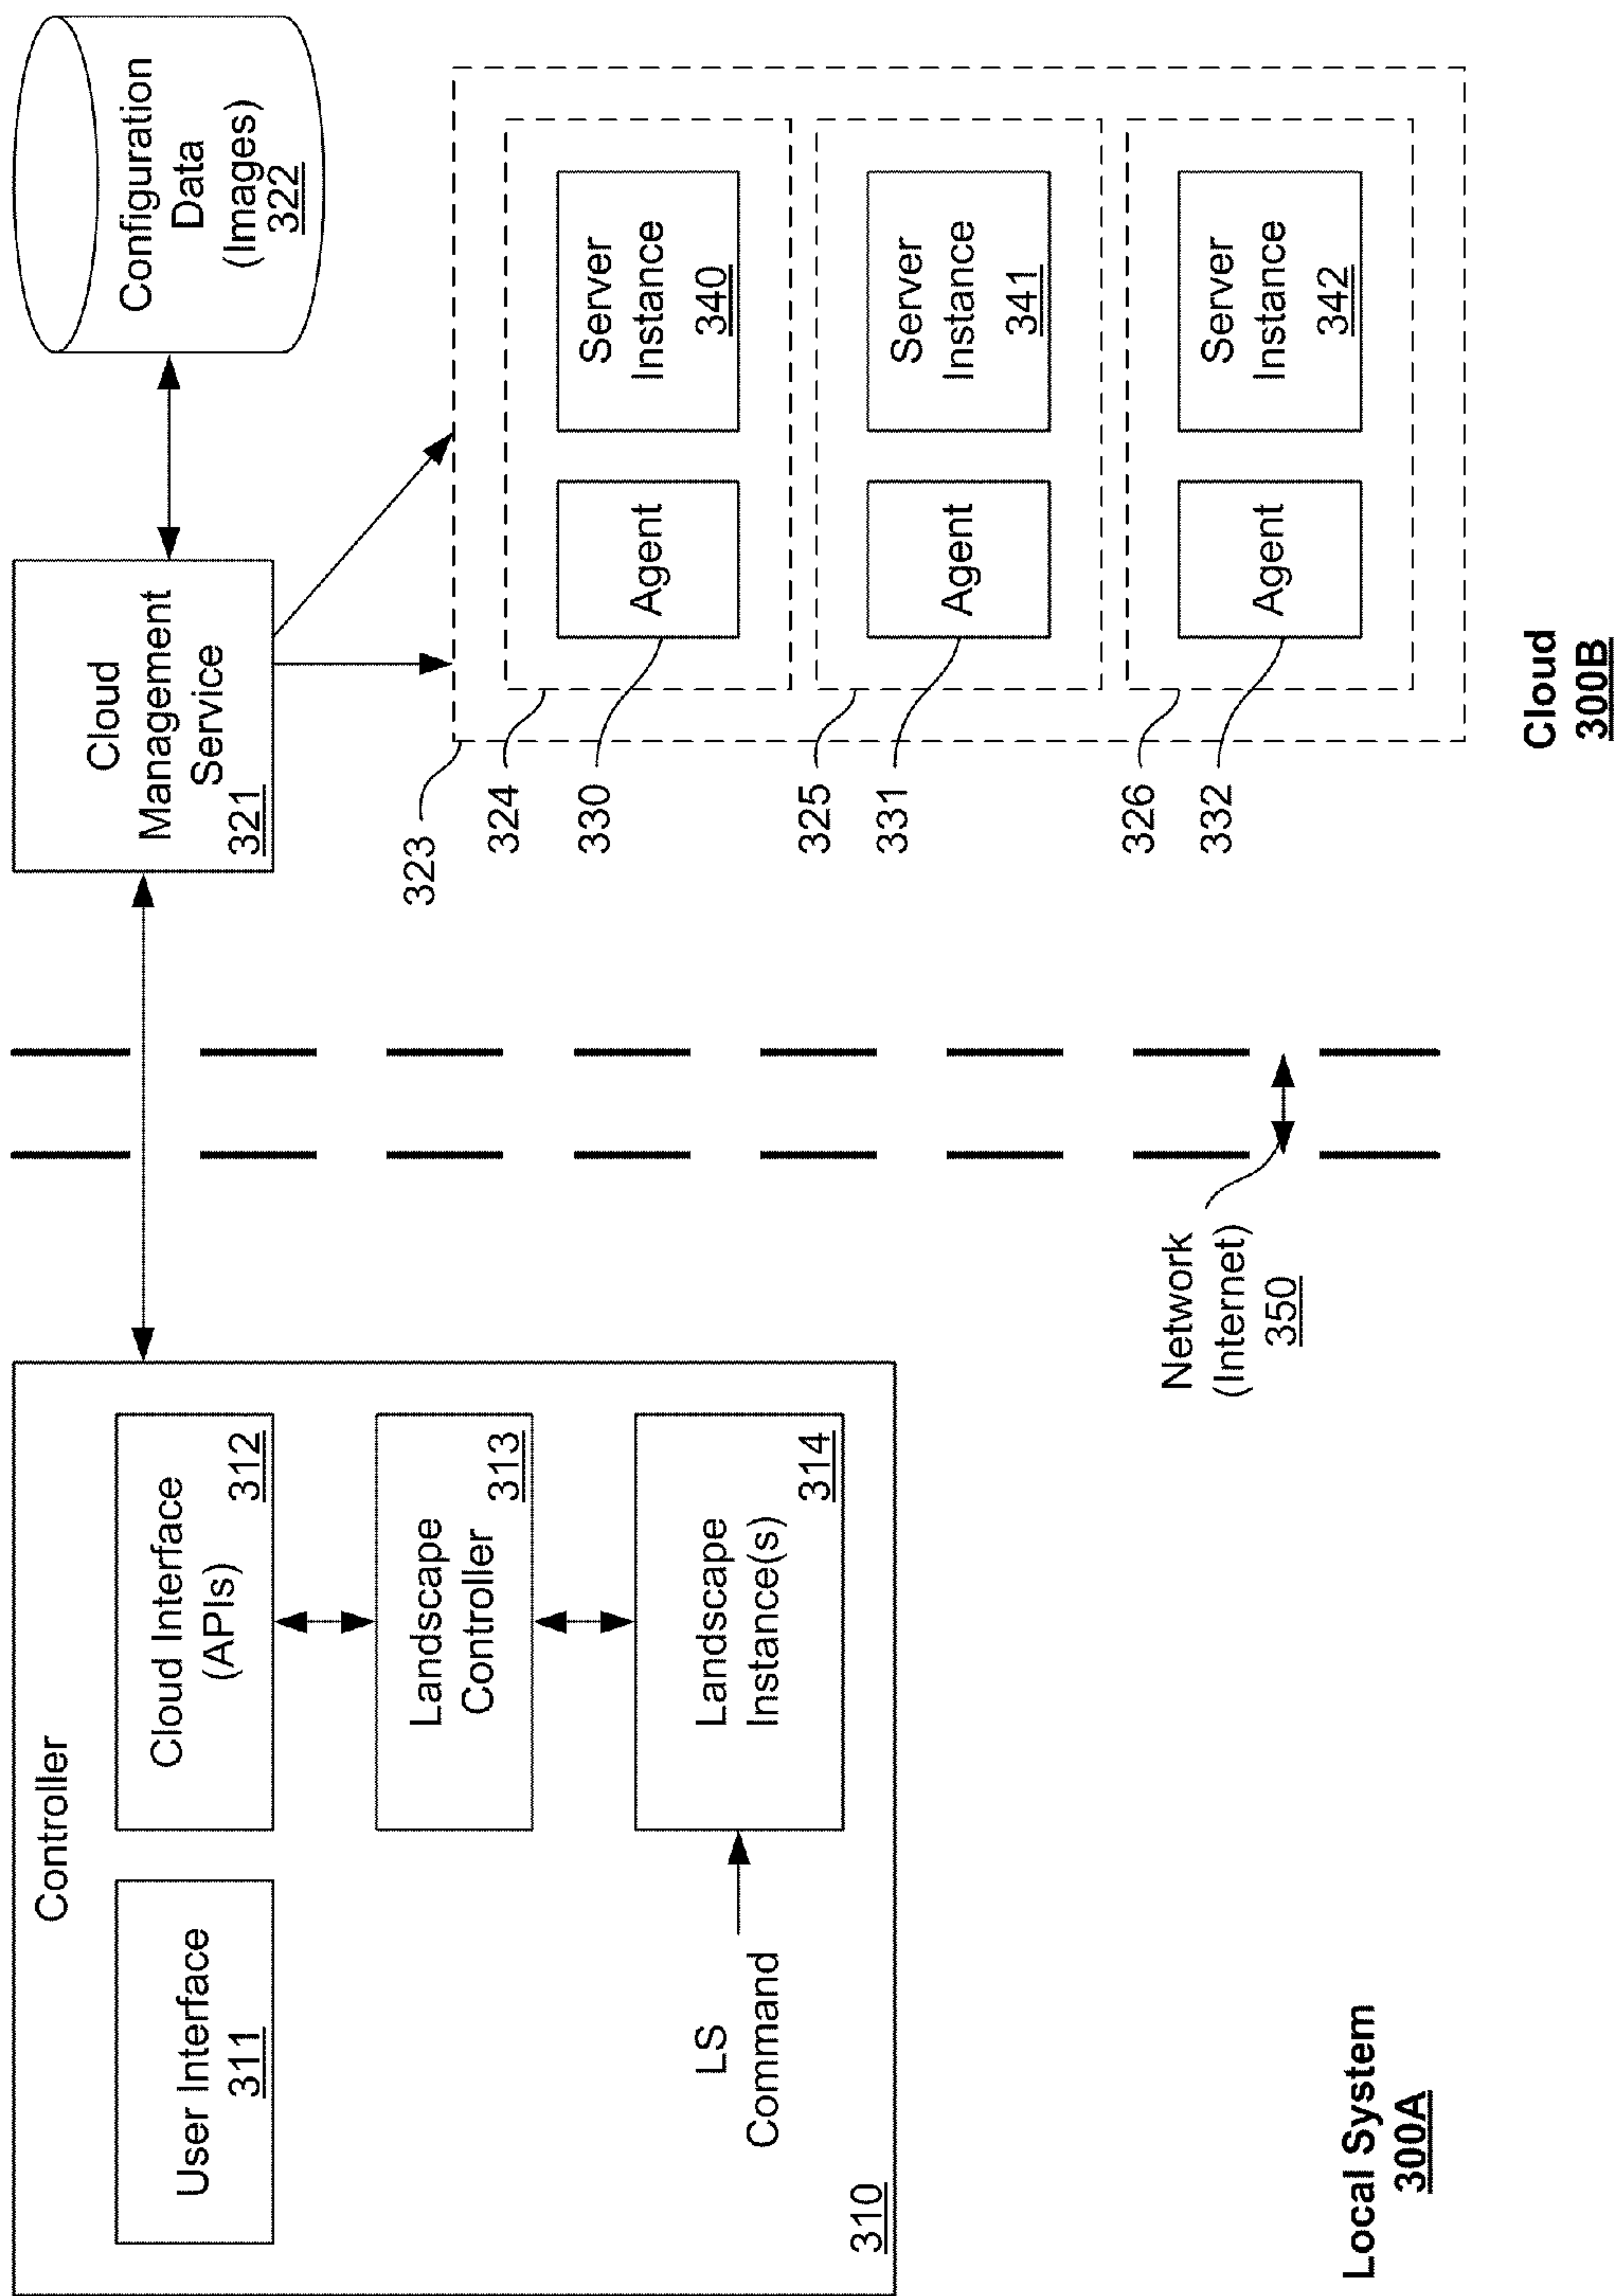 Controller
User Interface
311
Cloud Interface
(APIs)
312
Landscape
Controller
313
Landscape
Instance(s)
314
LS
Command
310
Local System
300A
Network
(Internet)
350
Cloud
Management
Service
321
Configuration
Data
(Images)
322
323
324
330
Agent
Server
Instance
340
325
331
Agent
Server
Instance
341
326
332
Agent
Server
Instance
342
Cloud
300B